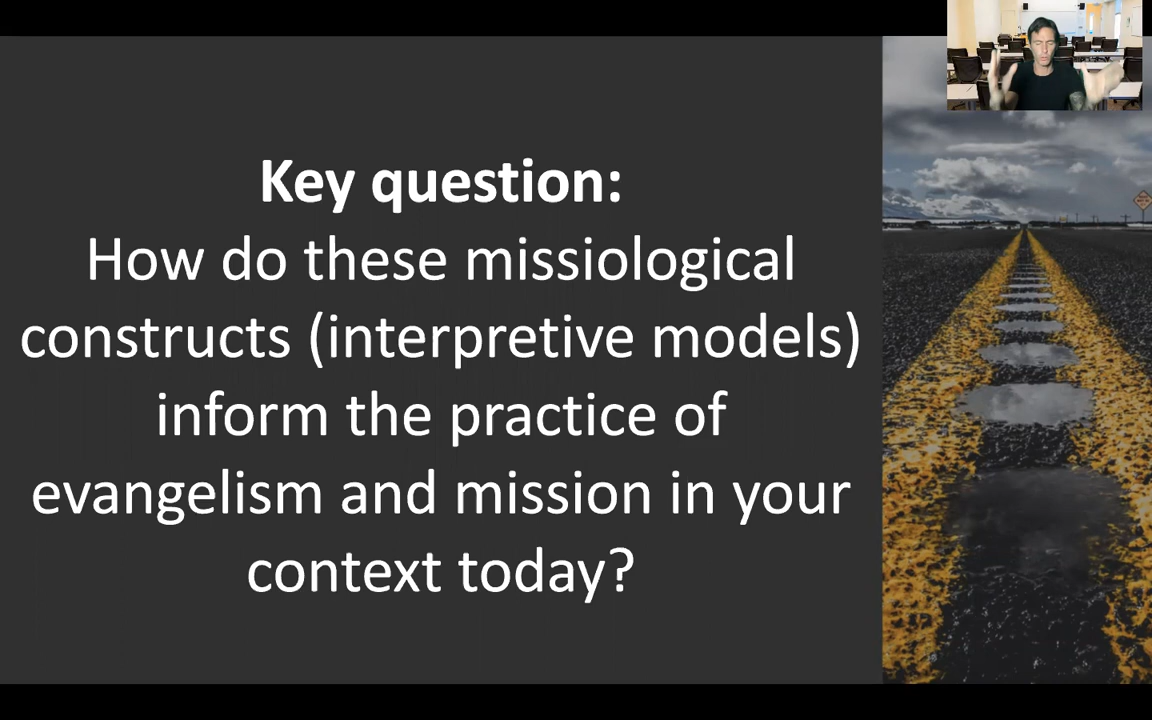 Key question:
How do these missiological
constructs (interpretive models)
inform the practice of
evangelism and mission in your
context today?